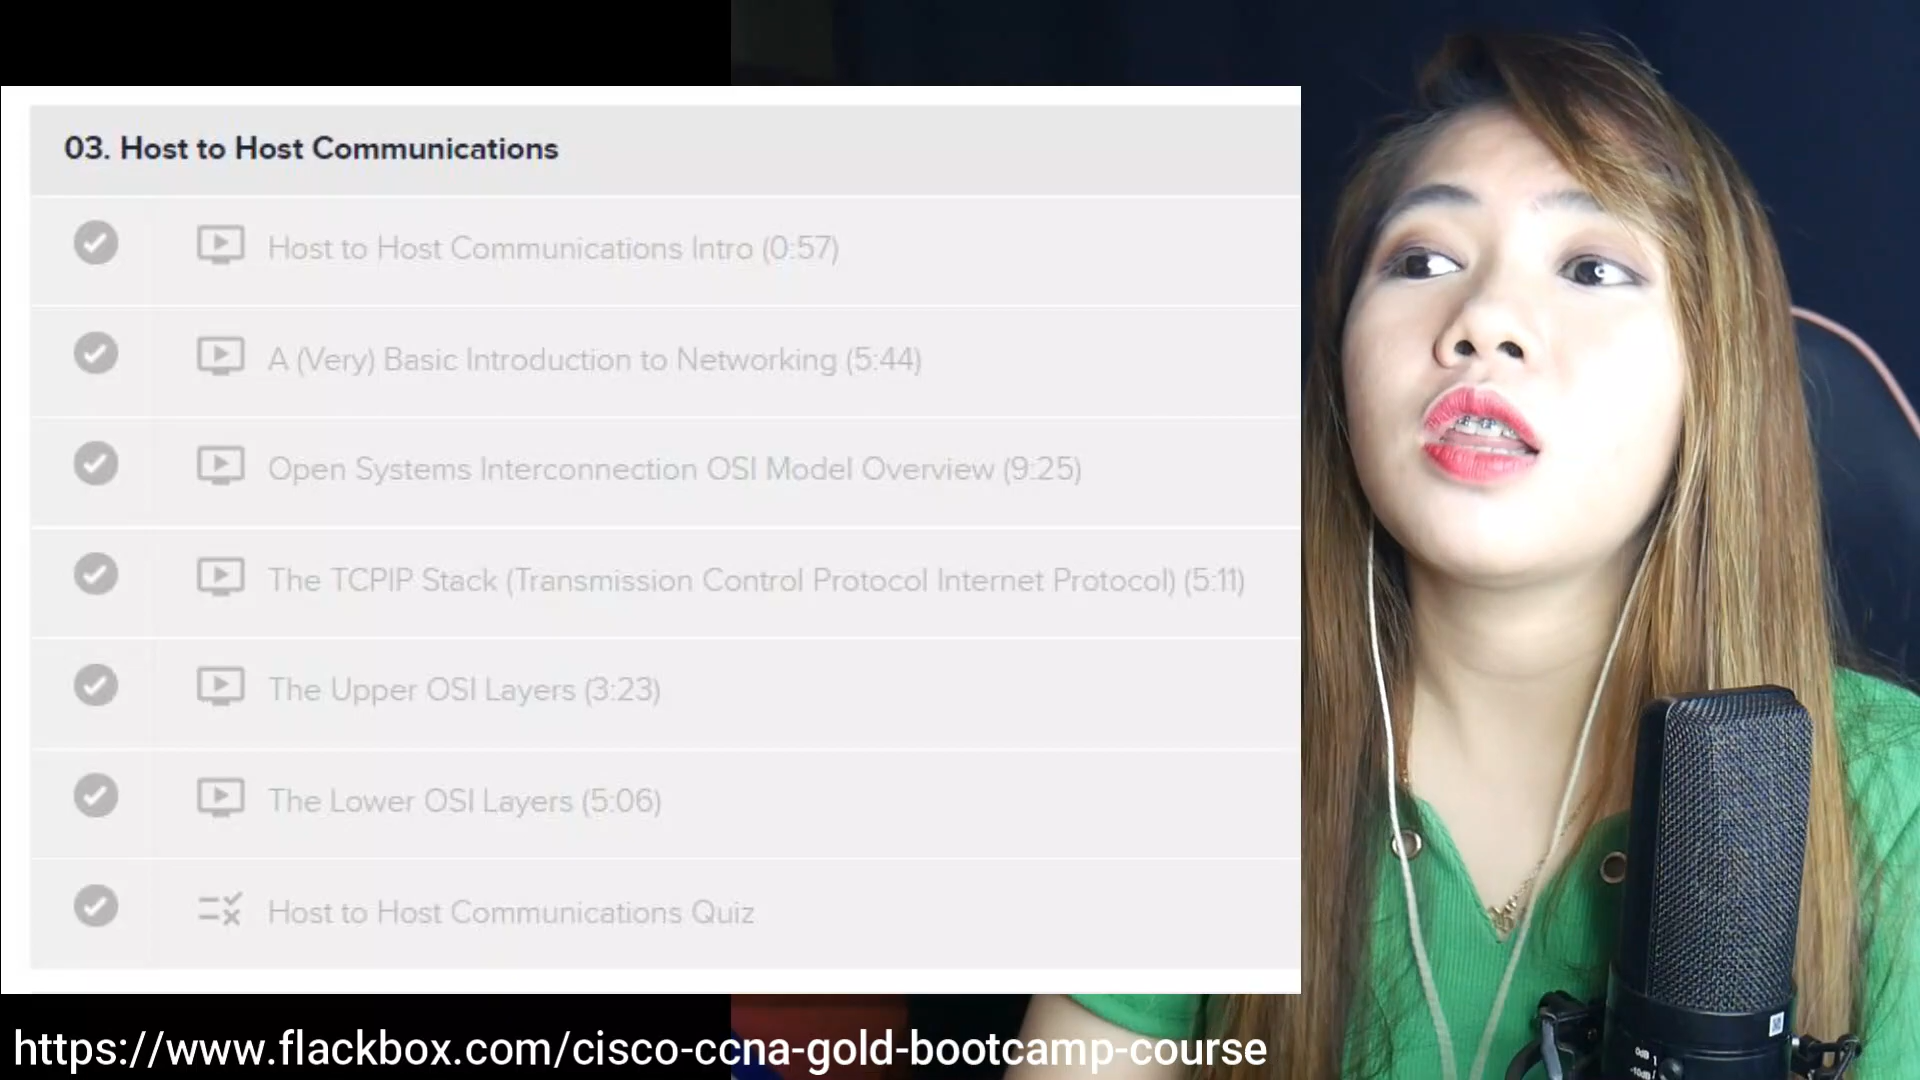 03. Host to Host Communications
Host to Host Communications Intro (0:57)
A (Very) Basic Introduction to Networking (5:44)
Open Systems Interconnection OSI Model Overview (9:25)
The TCPIP Stack (Transmission Control Protocol Internet Protocol) (5:11)
The Upper OSI Layers (3:23)
The Lower OSI Layers (5:06)
Host to Host Communications Quiz
https://www.flackbox.com/cisco-ccna-gold-bootcamp-course
0dB
-10dB